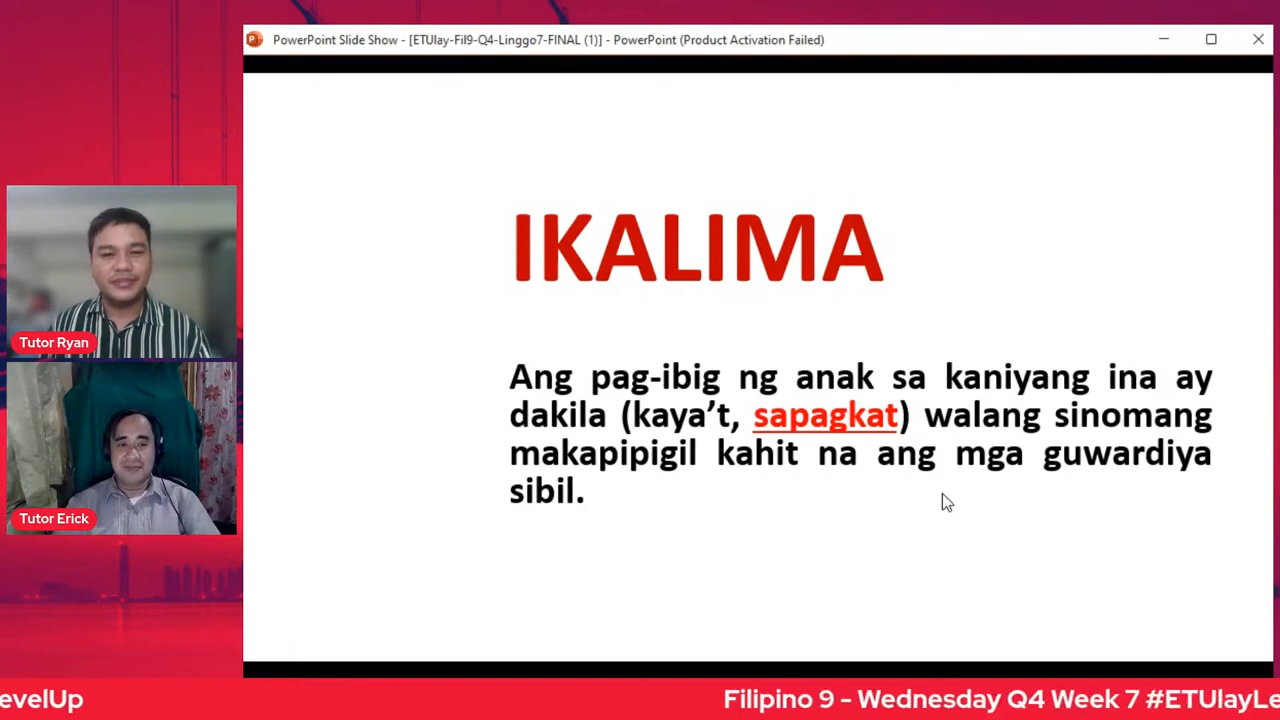 PowerPoint Slide Show - [ETUlay-Fil9-Q4-Linggo7-FINAL (1)] - PowerPoint (Product Activation Failed)
IKALIMA
Ang pag-ibig ng anak sa kaniyang ina ay
dakila (kaya’t, sapagkat) walang sinomang
makapipigil kahit na ang mga guwardiya
sibil.
Tutor Ryan
Tutor Erick
evelUp
Filipino 9 - Wednesday Q4 Week 7 #ETUlayLe